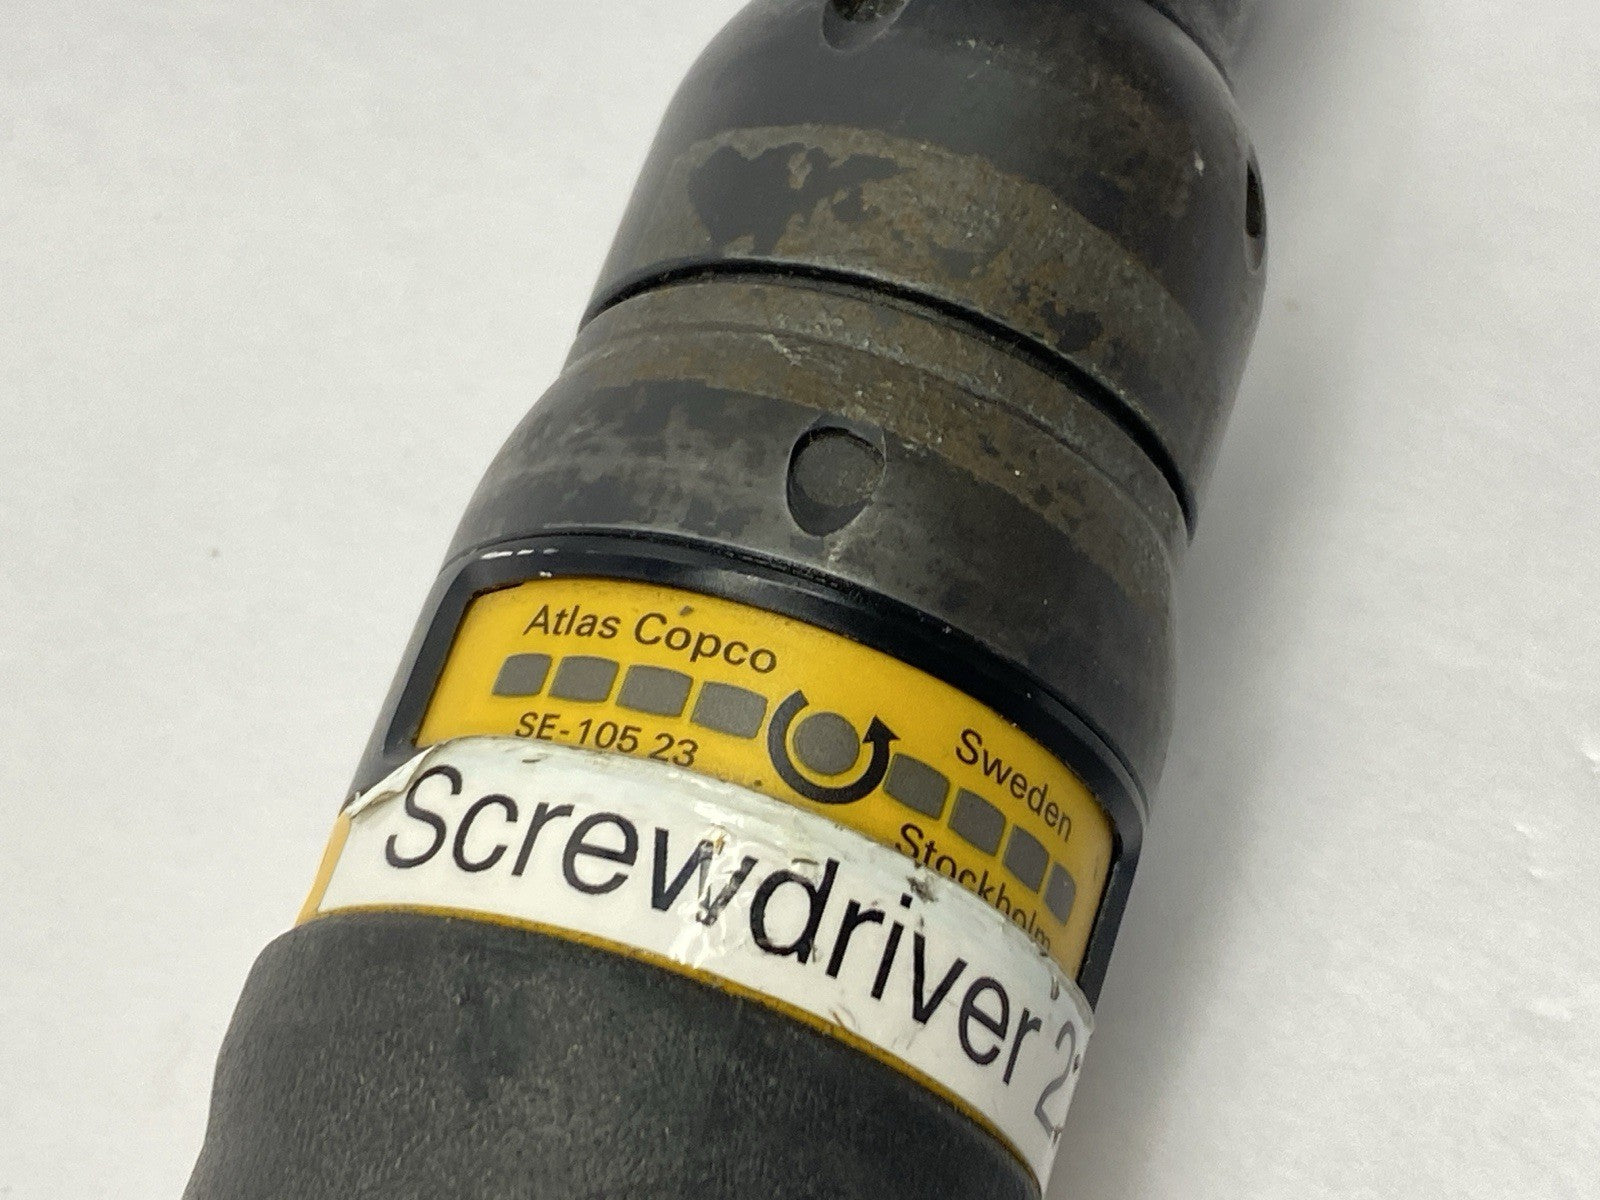 Atlas Copco
SE-105 23
Sweden
Stockholm
Screwdriver